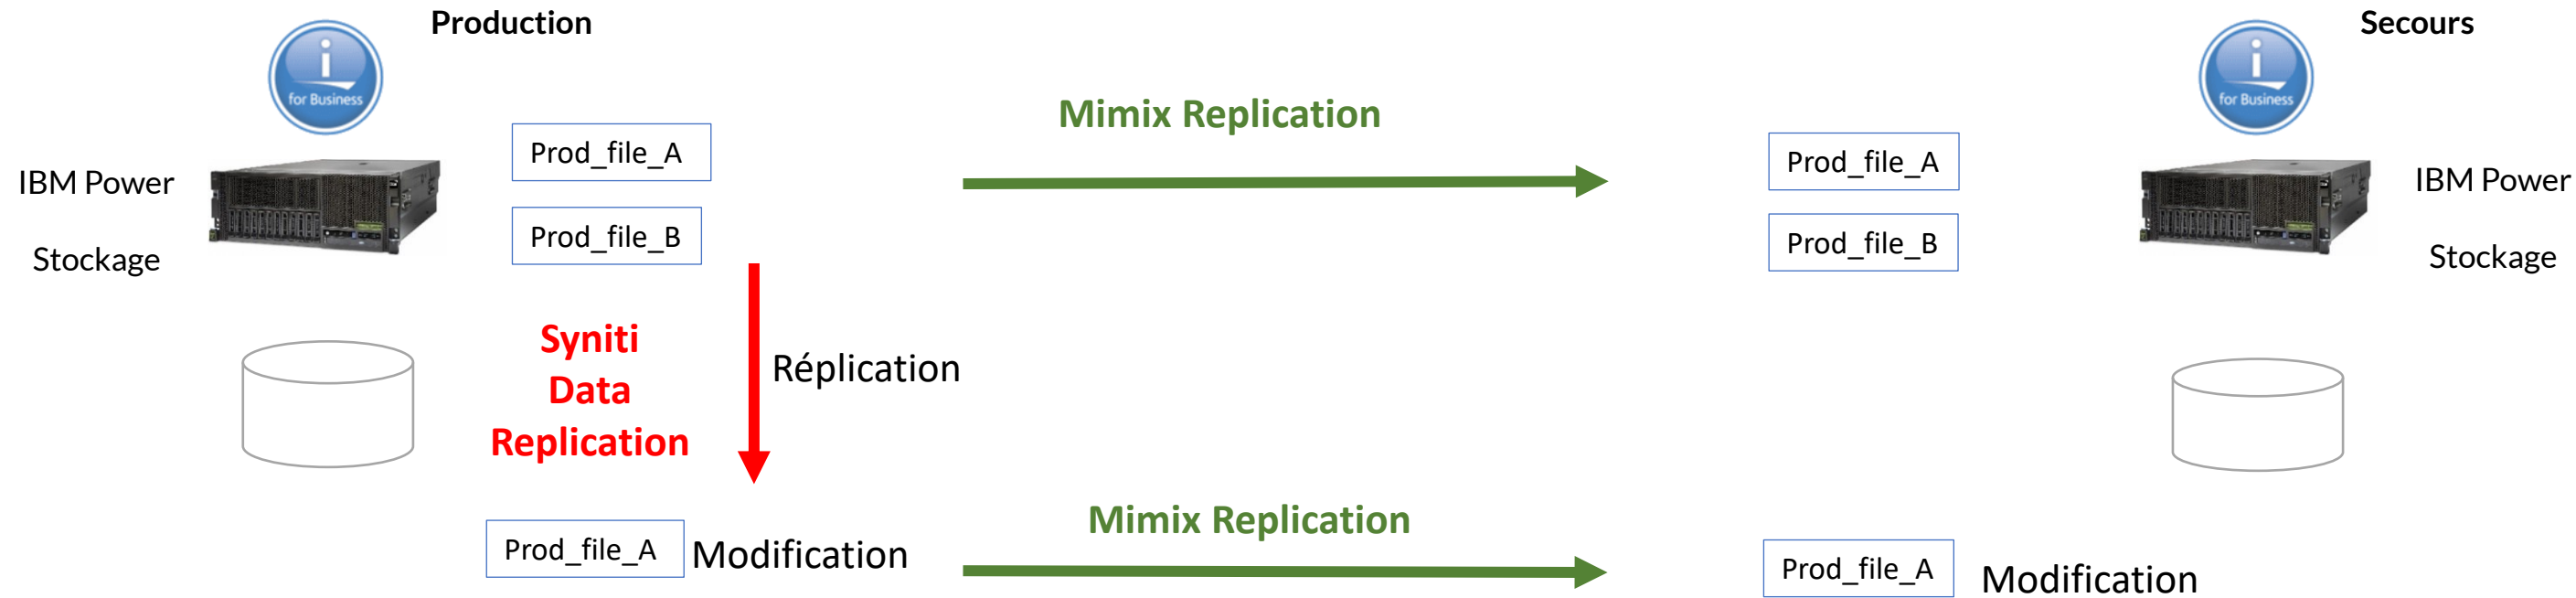 Production
Secours
i
for Business
i
for Business
Mimix Replication
Prod_file_A
Prod_file_A
IBM Power
IBM Power
Prod_file_B
Prod_file_B
Stockage
Stockage
Syniti
Data
Replication
Réplication
Mimix Replication
Prod_file_A
Modification
Prod_file_A
Modification